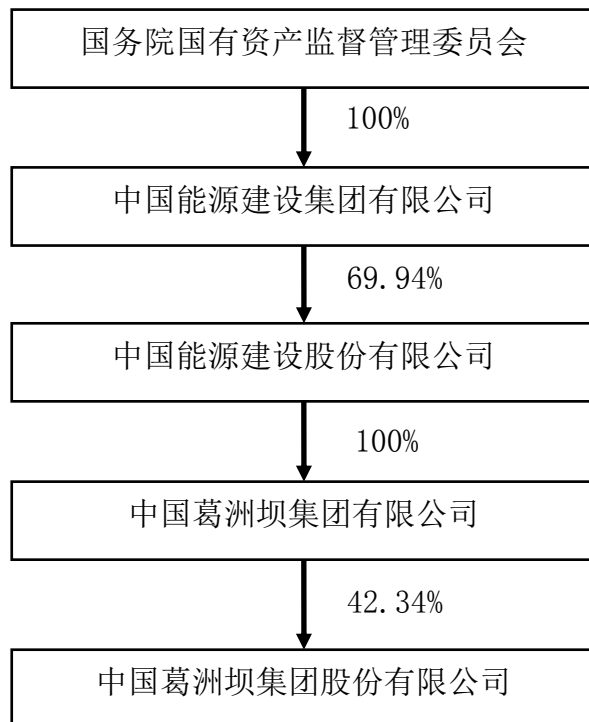 国务院国有资产监督管理委员会
100%
中国能源建设集团有限公司
69.94%
中国能源建设股份有限公司
100%
中国葛洲坝集团有限公司
42.34%
中国葛洲坝集团股份有限公司